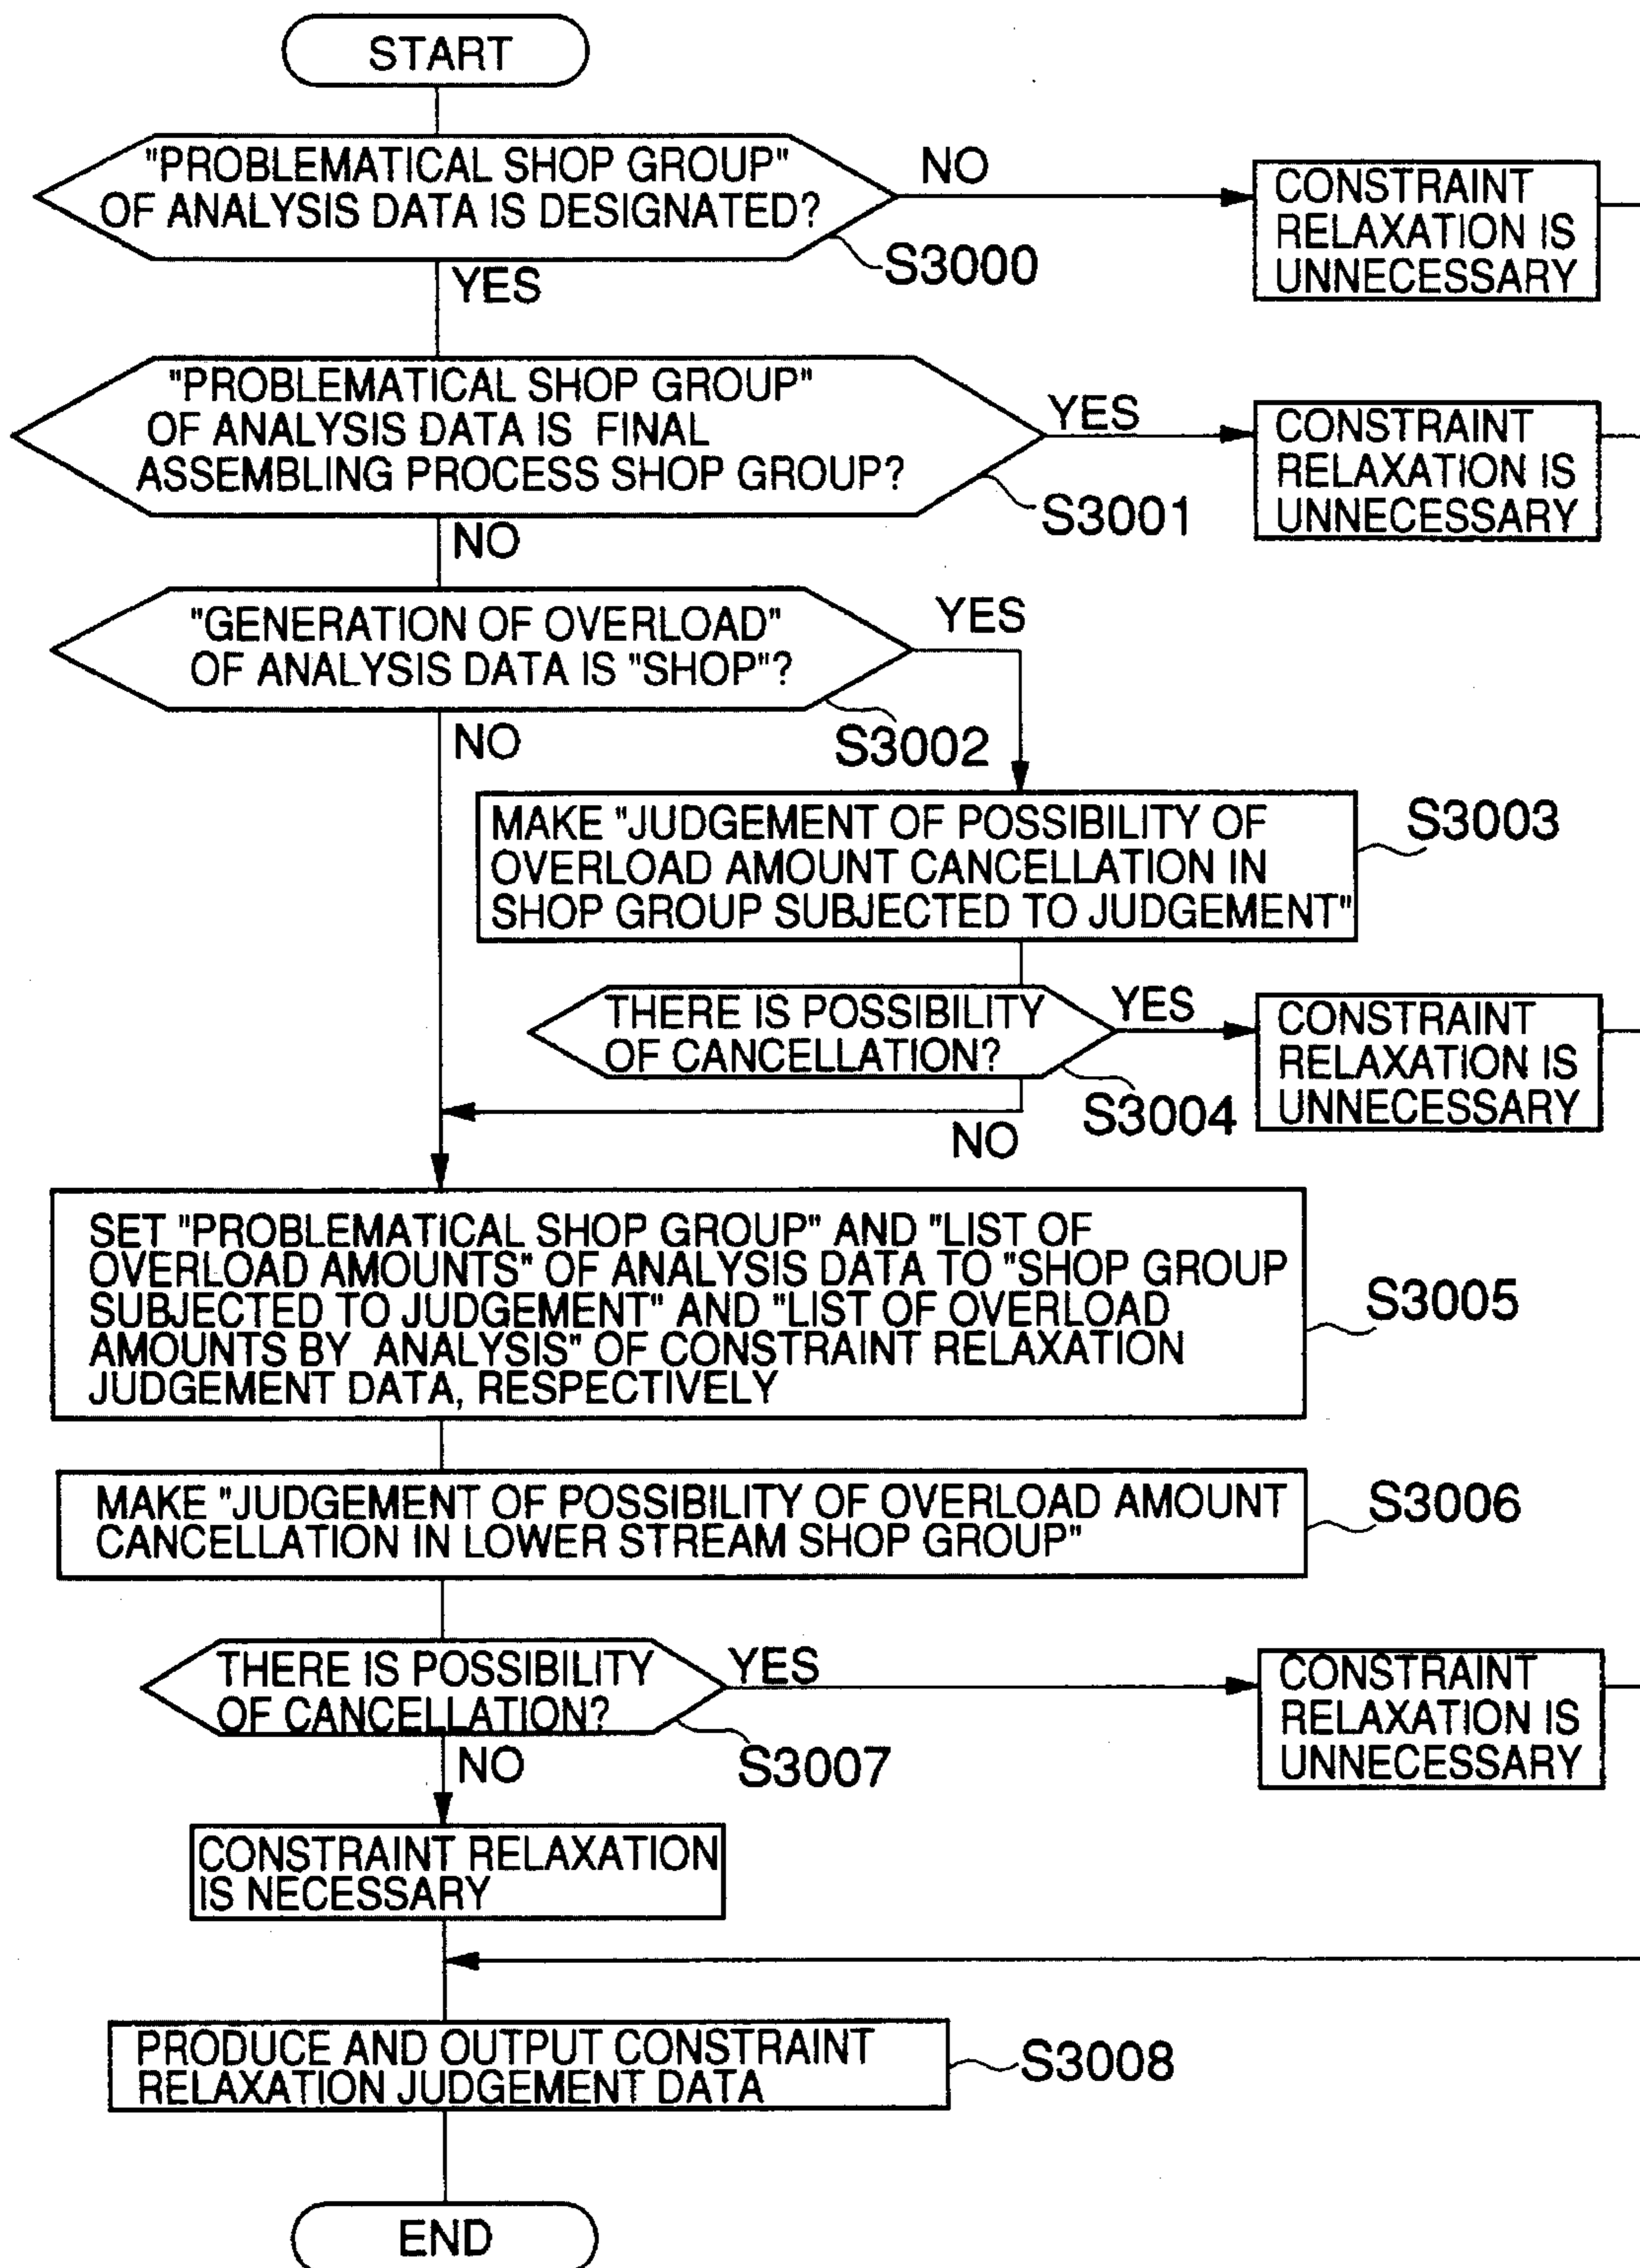 START
"PROBLEMATICAL SHOP GROUP"
OF ANALYSIS DATA IS DESIGNATED?
NO
CONSTRAINT
RELAXATION IS
UNNECESSARY
S3000
YES
"PROBLEMATICAL SHOP GROUP"
OF ANALYSIS DATA IS FINAL
ASSEMBLING PROCESS SHOP GROUP?
YES
CONSTRAINT
RELAXATION IS
UNNECESSARY
S3001
NO
"GENERATION OF OVERLOAD"
OF ANALYSIS DATA IS "SHOP"?
YES
S3002
NO
MAKE "JUDGEMENT OF POSSIBILITY OF
OVERLOAD AMOUNT CANCELLATION IN
SHOP GROUP SUBJECTED TO JUDGEMENT"
S3003
THERE IS POSSIBILITY
OF CANCELLATION?
YES
CONSTRAINT
RELAXATION IS
UNNECESSARY
S3004
NO
SET "PROBLEMATICAL SHOP GROUP" AND "LIST OF
OVERLOAD AMOUNTS" OF ANALYSIS DATA TO "SHOP GROUP
SUBJECTED TO JUDGEMENT" AND "LIST OF OVERLOAD
AMOUNTS BY ANALYSIS" OF CONSTRAINT RELAXATION
JUDGEMENT DATA, RESPECTIVELY
S3005
MAKE "JUDGEMENT OF POSSIBILITY OF OVERLOAD AMOUNT
CANCELLATION IN LOWER STREAM SHOP GROUP"
S3006
THERE IS POSSIBILITY
OF CANCELLATION?
YES
CONSTRAINT
RELAXATION IS
UNNECESSARY
S3007
NO
CONSTRAINT RELAXATION
IS NECESSARY
PRODUCE AND OUTPUT CONSTRAINT
RELAXATION JUDGEMENT DATA
S3008
END